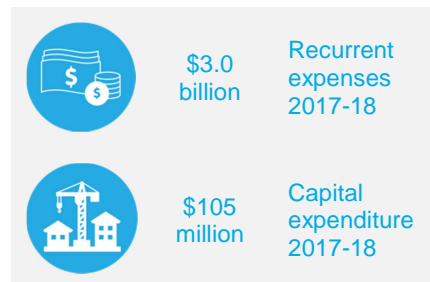 $
$
$3.0
billion
Recurrent
expenses
2017-18
$105
million
Capital
expenditure
2017-18